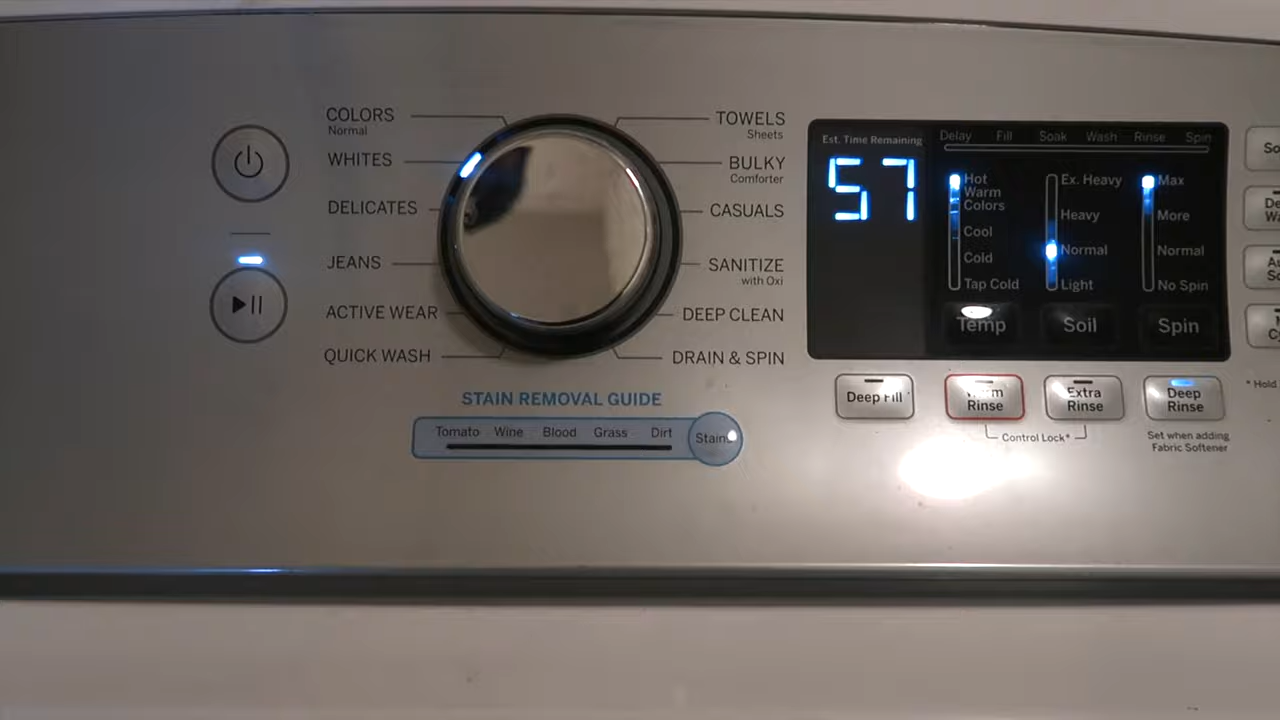 COLORS
Normal
WHITES
DELICATES
JEANS
ACTIVE WEAR
QUICK WASH
TOWELS
Sheets
BULKY
Comforter
CASUALS
SANITIZE
with Oxi
DEEP CLEAN
DRAIN & SPIN
STAIN REMOVAL GUIDE
Tomato Wine Blood Grass Dirt
Est. Time Remaining
57
Delay Fill Soak Wash Rinse Spin
Hot
Warm
Colors
Cool
Cold
Tap Cold
Temp
Ex. Heavy
Heavy
Normal
Light
Soil
Max
More
Normal
No Spin
Spin
Deep Fill
Rinse
Extra
Rinse
Deep
Rinse
Control Lock*
Set when adding
Fabric Softener
* Hold